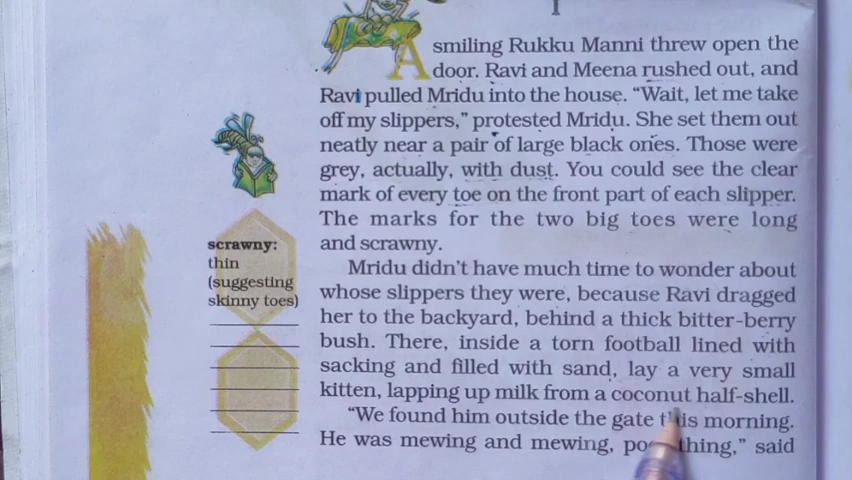 A smiling Rukku Manni threw open the
door. Ravi and Meena rushed out, and
Ravi pulled Mridu into the house. “Wait, let me take
off my slippers,” protested Mridu. She set them out
neatly near a pair of large black ones. Those were
grey, actually, with dust. You could see the clear
mark of every toe on the front part of each slipper.
The marks for the two big toes were long
and scrawny.
scrawny:
thin
(suggesting
skinny toes)
Mridu didn’t have much time to wonder about
whose slippers they were, because Ravi dragged
her to the backyard, behind a thick bitter-berry
bush. There, inside a torn football lined with
sacking and filled with sand, lay a very small
kitten, lapping up milk from a coconut half-shell.
“We found him outside the gate this morning.
He was mewing and mewing, poor thing,” said